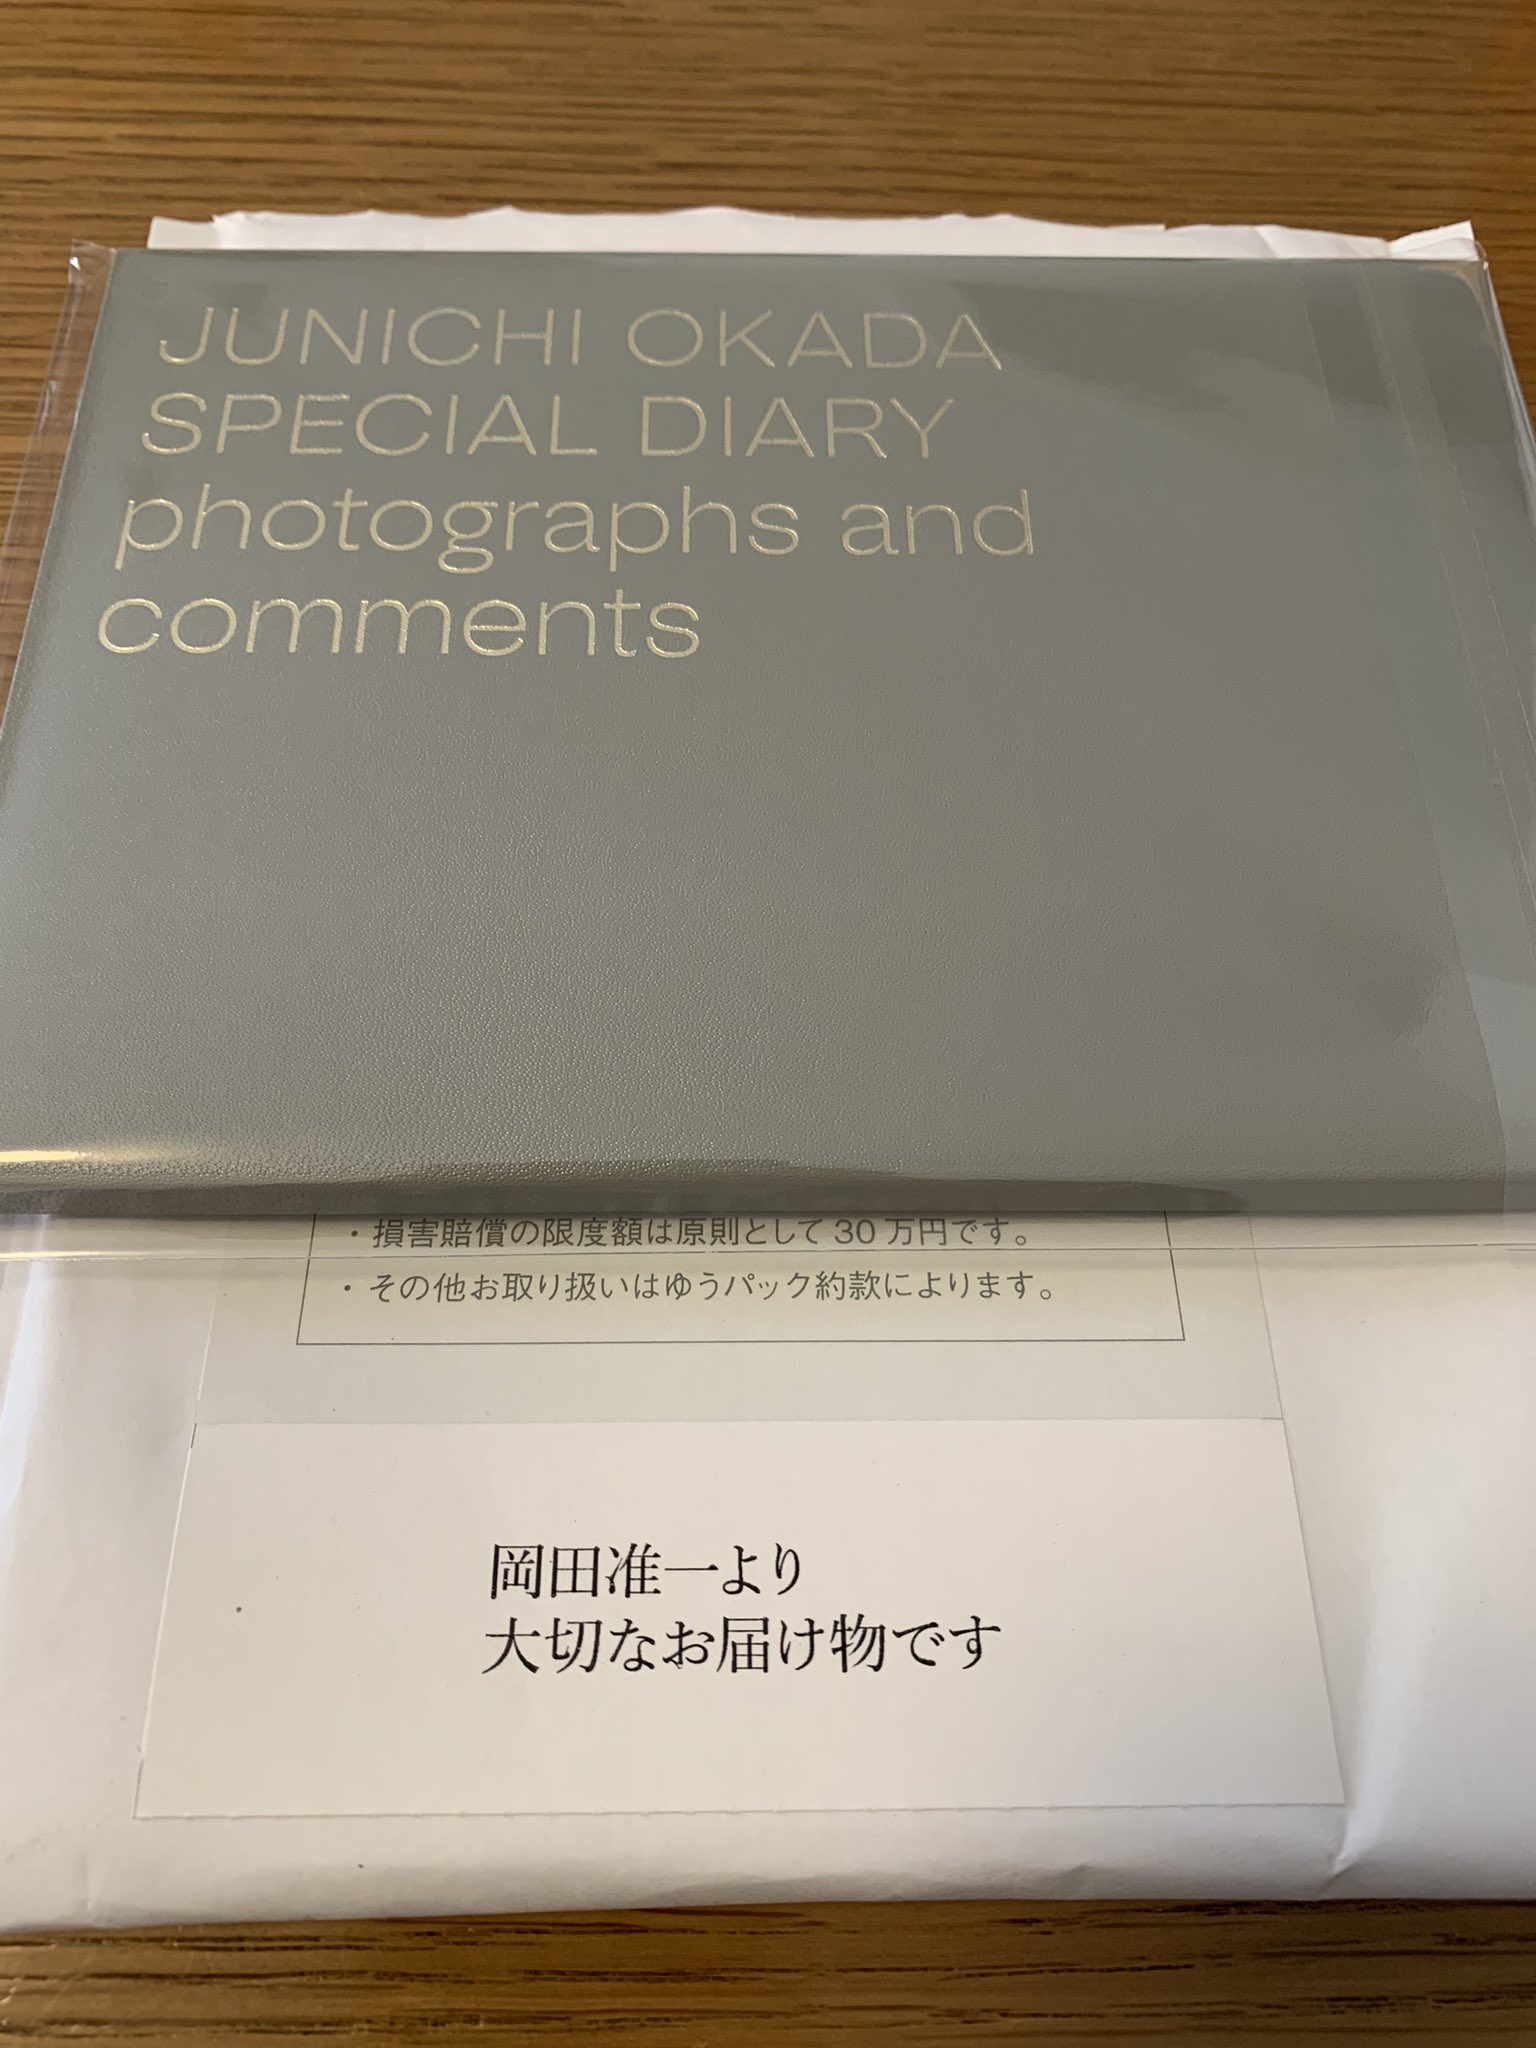 JUNICHI OKADA
SPECIAL DIARY
photographs and
comments
・損害賠償の限度額は原則として30万円です。
・その他お取り扱いはゆうパック約款によります。
岡田准一より
大切なお届け物です